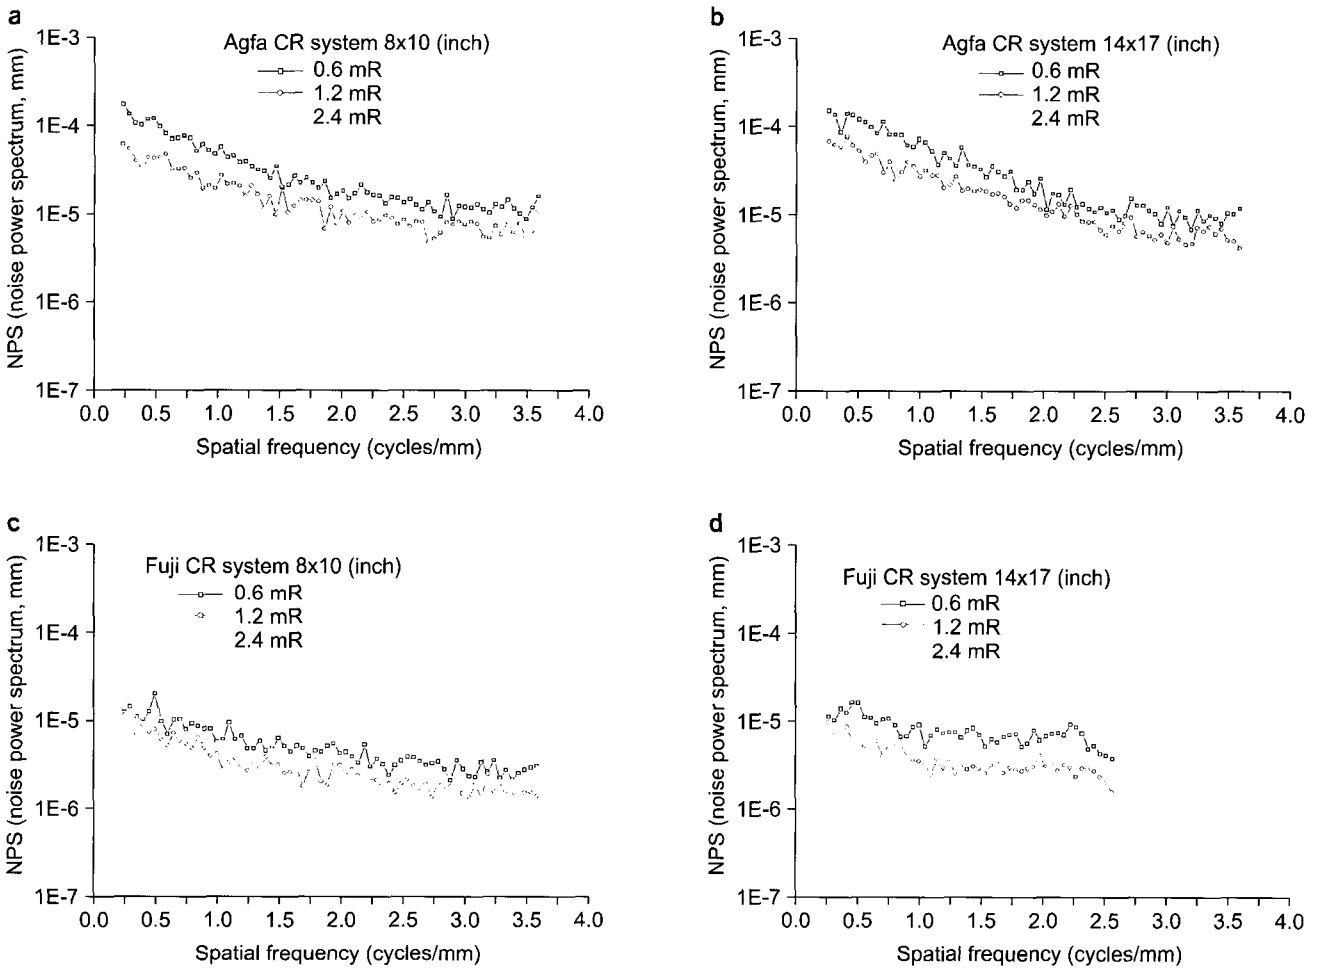 a
Agfa CR system 8x10 (inch)
0.6 mR
1.2 mR
2.4 mR
NPS (noise power spectrum, mm)
1E-3
1E-4
1E-5
1E-6
1E-7
0.0 0.5 1.0 1.5 2.0 2.5 3.0 3.5 4.0
Spatial frequency (cycles/mm)
b
Agfa CR system 14x17 (inch)
0.6 mR
1.2 mR
2.4 mR
NPS (noise power spectrum, mm)
1E-3
1E-4
1E-5
1E-6
1E-7
0.0 0.5 1.0 1.5 2.0 2.5 3.0 3.5 4.0
Spatial frequency (cycles/mm)
c
Fuji CR system 8x10 (inch)
0.6 mR
1.2 mR
2.4 mR
NPS (noise power spectrum, mm)
1E-3
1E-4
1E-5
1E-6
1E-7
0.0 0.5 1.0 1.5 2.0 2.5 3.0 3.5 4.0
Spatial frequency (cycles/mm)
d
Fuji CR system 14x17 (inch)
0.6 mR
1.2 mR
2.4 mR
NPS (noise power spectrum, mm)
1E-3
1E-4
1E-5
1E-6
1E-7
0.0 0.5 1.0 1.5 2.0 2.5 3.0 3.5 4.0
Spatial frequency (cycles/mm)